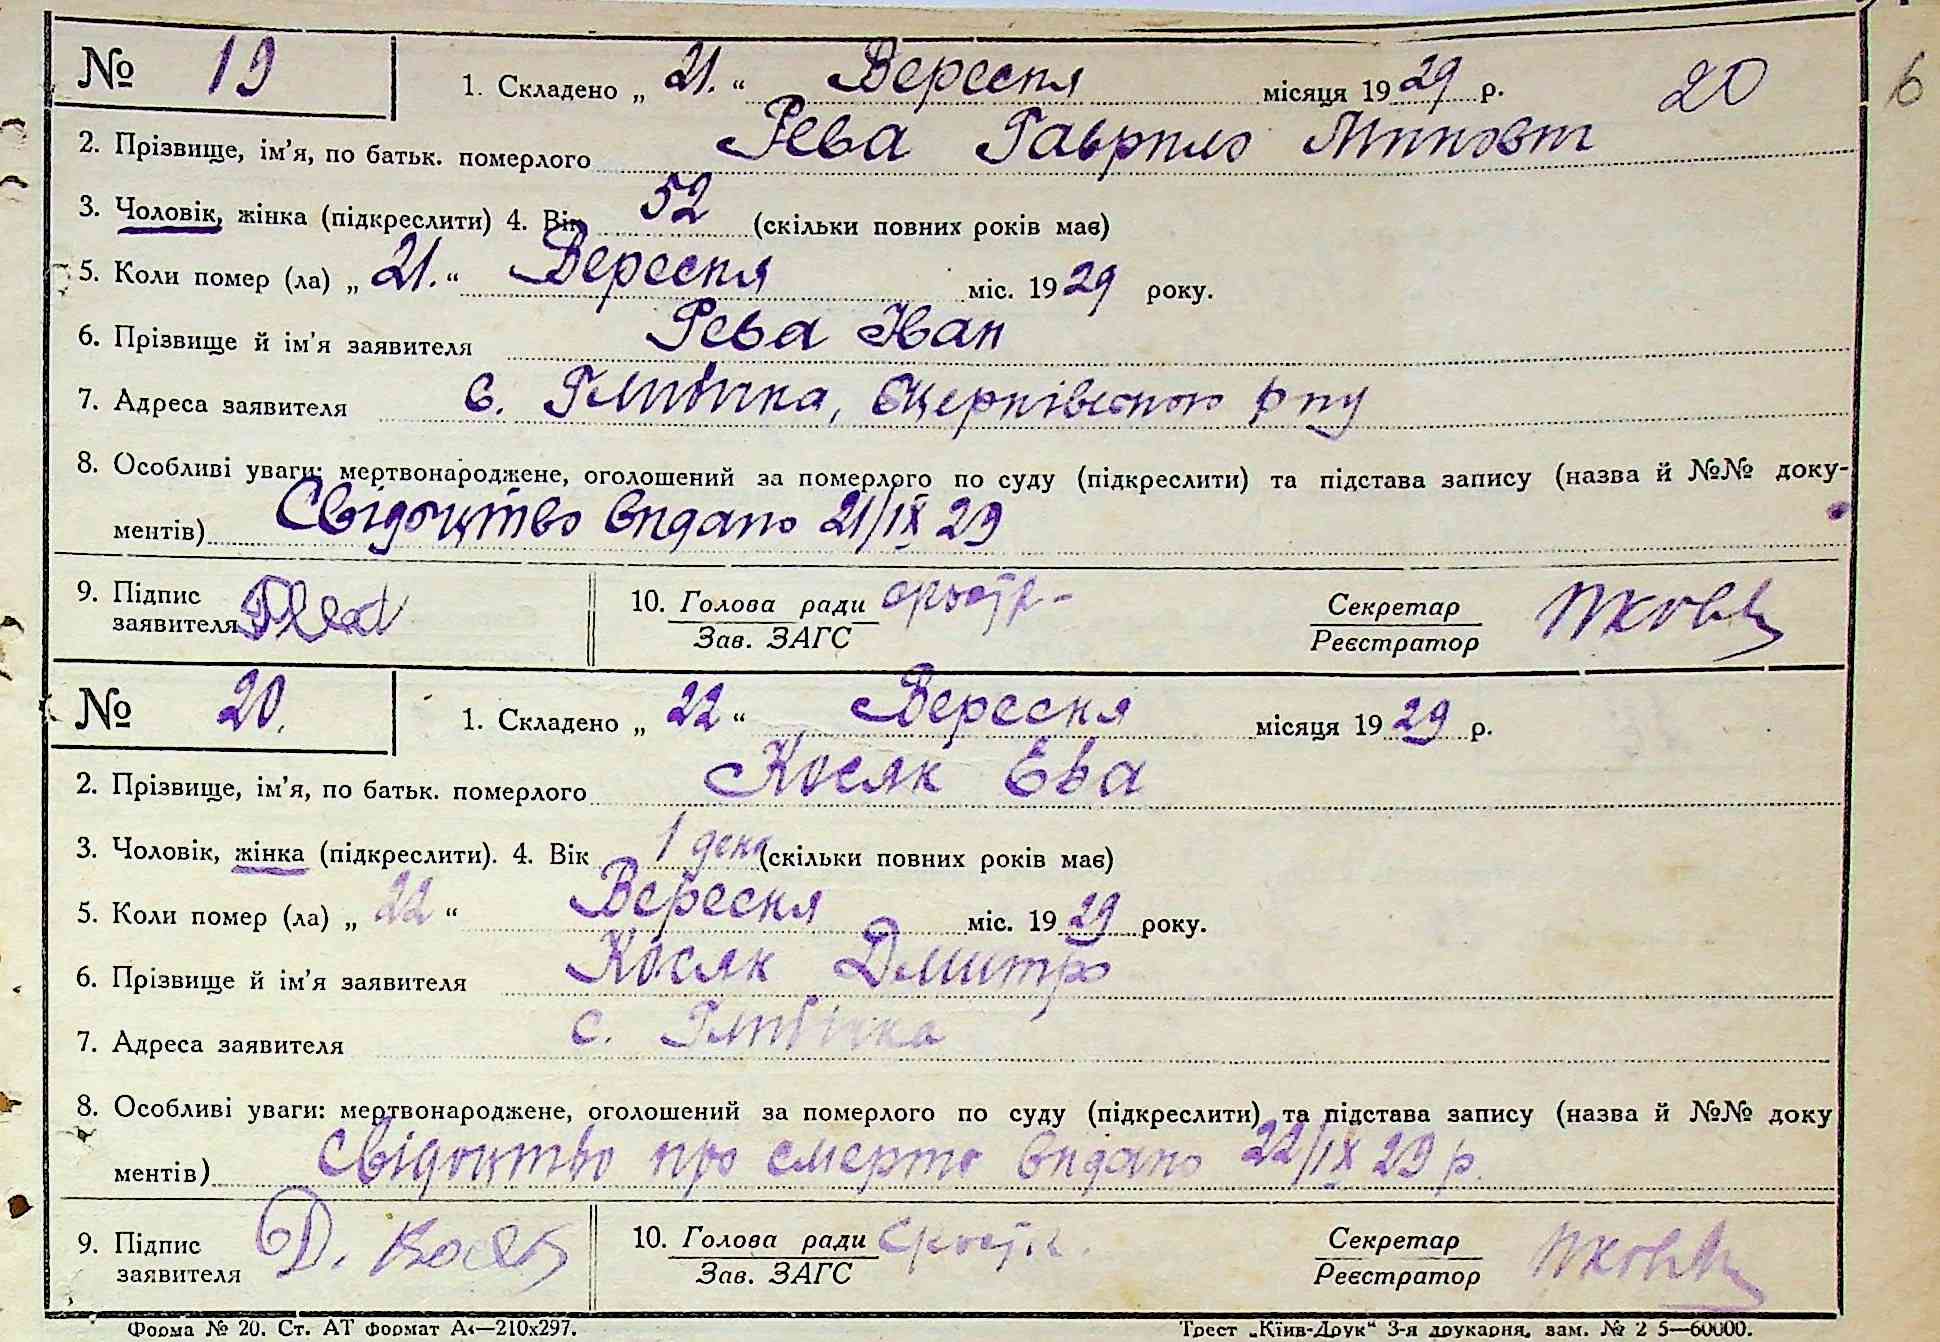 № 19 1. Складено „ 21. “ Вересня місяця 1929 р. 20 6
2. Прізвище, ім’я, по батьк. померлого Рева Гаврило
3. Чоловік, жінка (підкреслити) 4. Вік 52 (скільки повних років має)
5. Коли помер (ла) „ 21. “ Вересня міс. 1929 року.
6. Прізвище й ім’я заявителя Рева Іван
7. Адреса заявителя с. Глибочка,
8. Особливі уваги: мертвонароджене, оголошений за померлого по суду (підкреслити) та підстава запису (назва й №№ доку-
ментів) Свідоцтво видано 21/IX 29
9. Підпис заявителя 10. Голова ради Секретар
Зав. ЗАГС Реєстратор
№ 20. 1. Складено „ 22 “ Вересня місяця 1929 р.
2. Прізвище, ім’я, по батьк. померлого Косяк Ева
3. Чоловік, жінка (підкреслити). 4. Вік 1 день (скільки повних років має)
5. Коли помер (ла) „ 22 “ Вересня міс. 1929 року.
6. Прізвище й ім’я заявителя Косяк Дмитро
7. Адреса заявителя с. Глибочка
8. Особливі уваги: мертвонароджене, оголошений за померлого по суду (підкреслити) та підстава запису (назва й №№ доку
ментів) Свідоцтво про смерть видано 22/IX 29 р.
9. Підпис заявителя Д. Косяк 10. Голова ради Секретар
Зав. ЗАГС Реєстратор
Форма № 20. Ст. АТ формат А4—210х297. Трест „Київ-Друк“ 3-я друкарня, зам. № 2 5—60000.